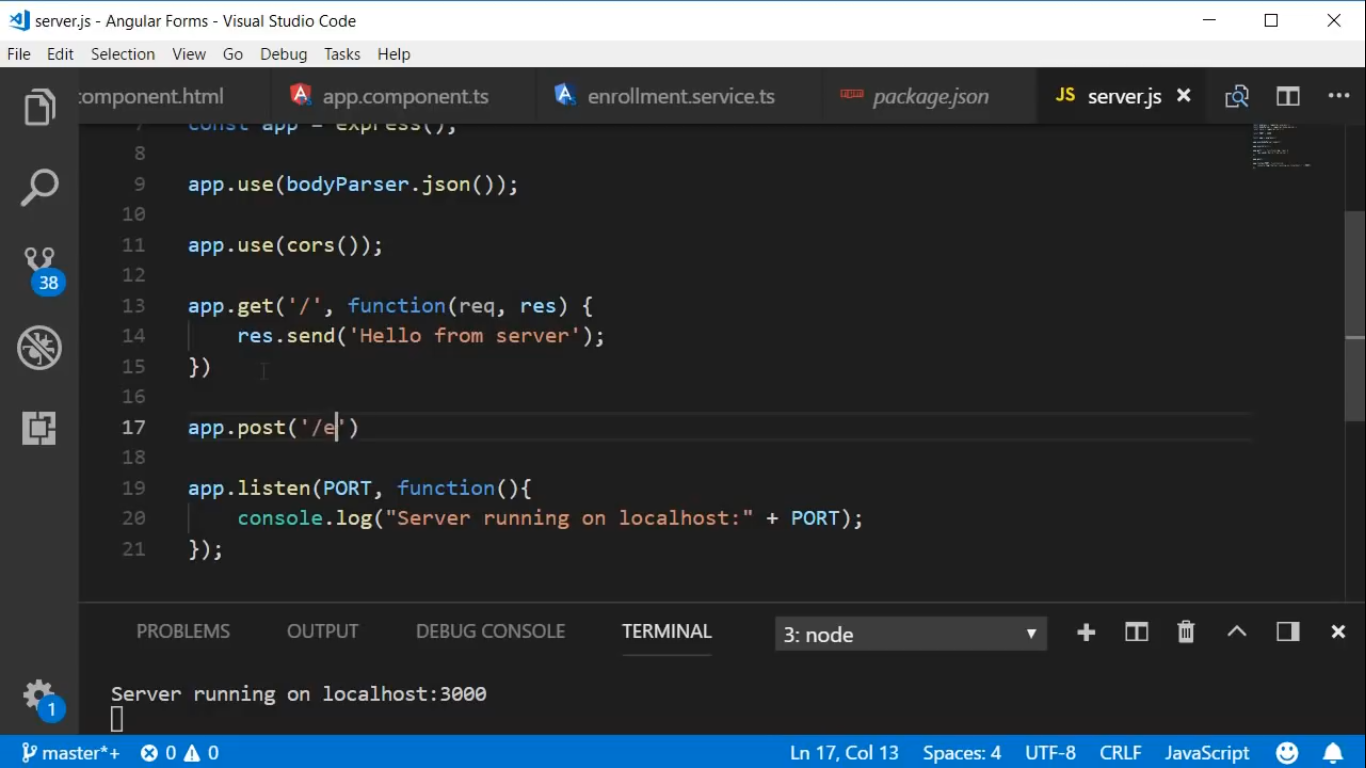 server.js - Angular Forms - Visual Studio Code
File Edit Selection View Go Debug Tasks Help
component.html app.component.ts enrollment.service.ts package.json JS server.js
7 const app = express();
8
9 app.use(bodyParser.json());
10
11 app.use(cors());
12
13 app.get('/', function(req, res) {
14 res.send('Hello from server');
15 })
16
17 app.post('/e')
18
19 app.listen(PORT, function(){
20 console.log("Server running on localhost:" + PORT);
21 });
38
1
PROBLEMS OUTPUT DEBUG CONSOLE TERMINAL 3: node
Server running on localhost:3000
master*+ 0 0 Ln 17, Col 13 Spaces: 4 UTF-8 CRLF JavaScript